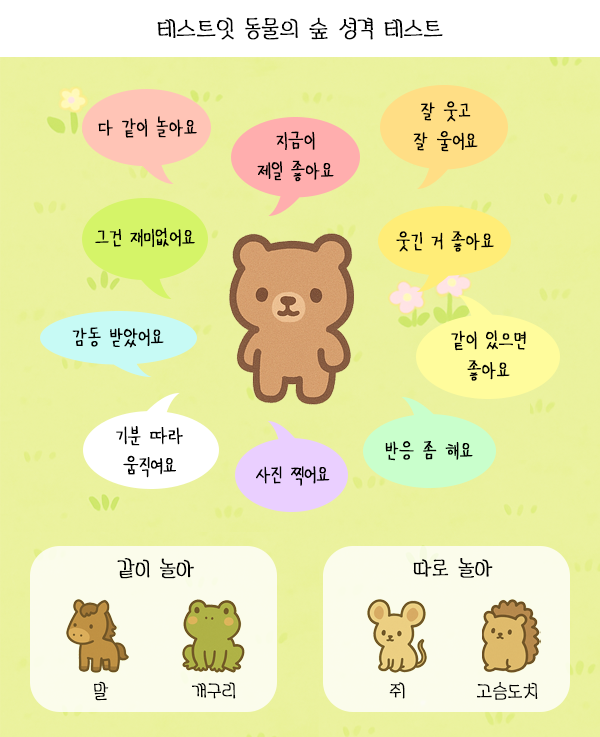 테스트잇 동물의 숲 성격 테스트
다 같이 놀아요
지금이
제일 좋아요
잘 웃고
잘 울어요
그건 재미없어요
웃긴 거 좋아요
감동 받았어요
같이 있으면
좋아요
기분 따라
움직여요
사진 찍어요
반응 좀 해요
같이 놀아
따로 놀아
말
개구리
쥐
고슴도치